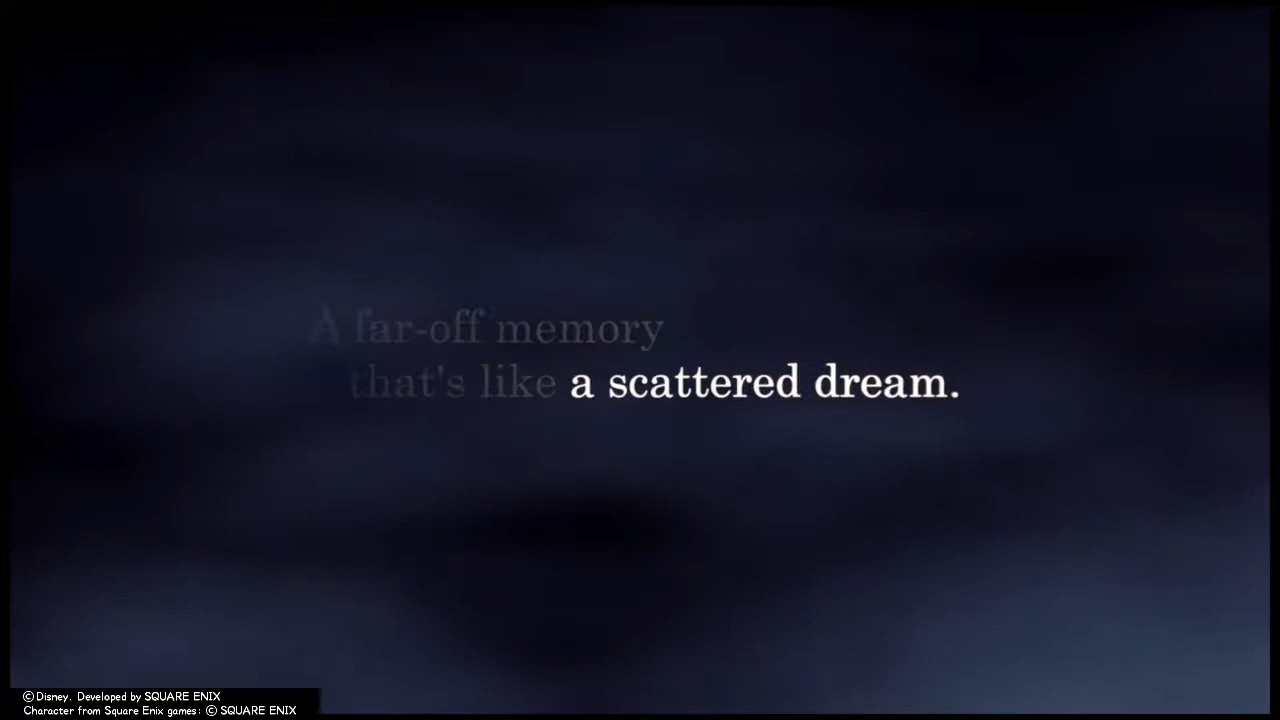 A far-off memory
that's like a scattered dream.
©Disney. Developed by SQUARE ENIX
Character from Square Enix games: © SQUARE ENIX